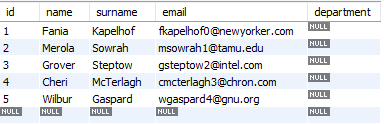 id name surname email department
1 Fania Kapelhof fkapelhof0@newyorker.com NULL
2 Merola Sowrah msowrah1@tamu.edu NULL
3 Grover Steptow gsteptow2@intel.com NULL
4 Cheri McTerlagh cmcterlagh3@chron.com NULL
5 Wilbur Gaspard wgaspard4@gnu.org NULL
NULL NULL NULL NULL NULL